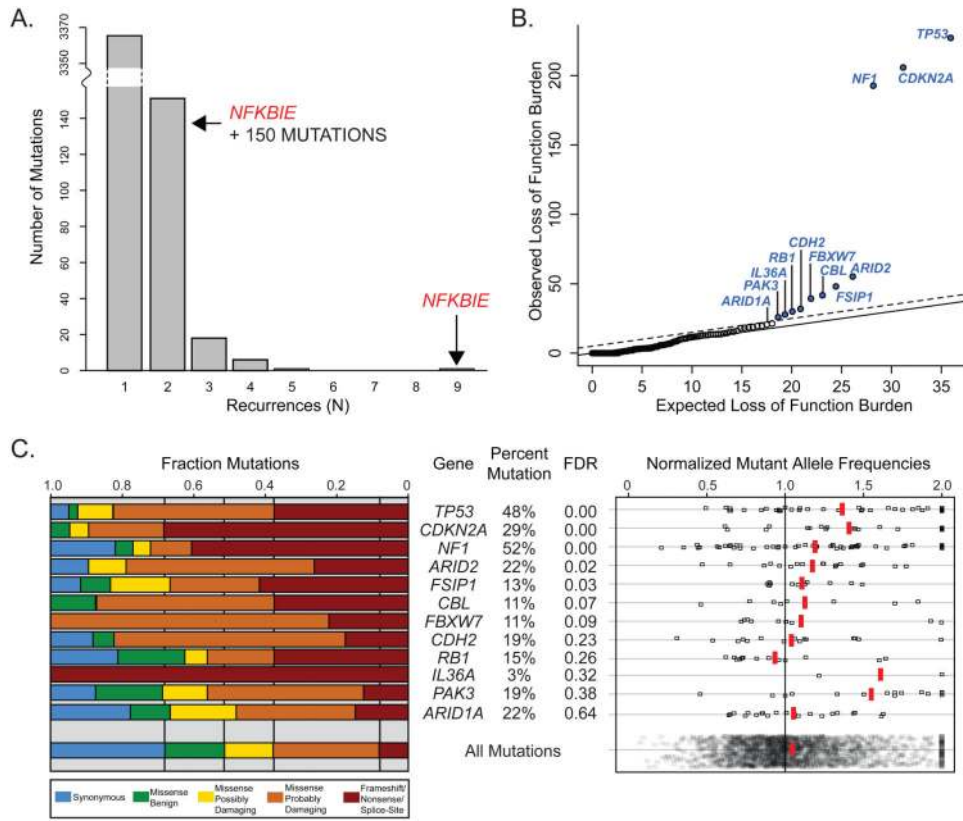 A.
Number of Mutations
3370
3350
140
120
100
80
60
40
20
0
NFKBIE
+ 150 MUTATIONS
NFKBIE
1 2 3 4 5 6 7 8 9
Recurrences (N)
B.
Observed Loss of Function Burden
200
150
100
50
0
TP53
NF1 CDKN2A
CDH2
RB1 FBXW7
IL36A CBL ARID2
PAK3
ARID1A FSIP1
0 5 10 15 20 25 30 35
Expected Loss of Function Burden
C.
Fraction Mutations Gene Percent Mutation FDR Normalized Mutant Allele Frequencies
1.0 0.8 0.6 0.4 0.2 0 0 0.5 1.0 1.5 2.0
TP53 48% 0.00
CDKN2A 29% 0.00
NF1 52% 0.00
ARID2 22% 0.02
FSIP1 13% 0.03
CBL 11% 0.07
FBXW7 11% 0.09
CDH2 19% 0.23
RB1 15% 0.26
IL36A 3% 0.32
PAK3 19% 0.38
ARID1A 22% 0.64
All Mutations
Synonymous
Missense Benign
Missense Possibly Damaging
Missense Probably Damaging
Frameshift/ Nonsense/ Splice-Site